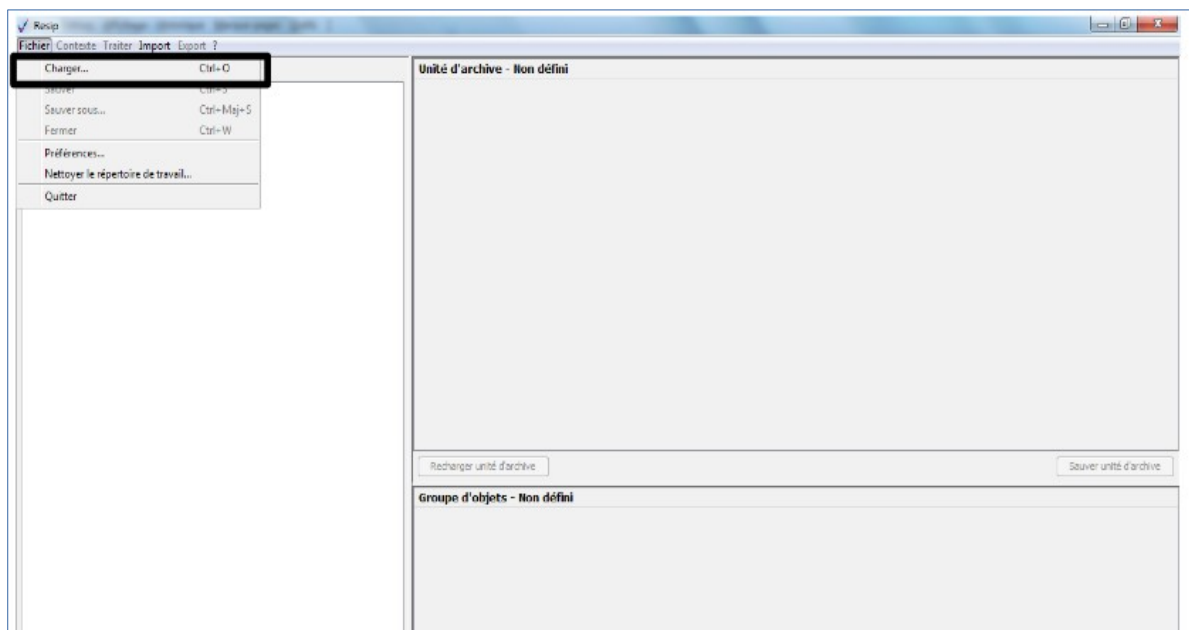 Resip
Fichier Contexte Traiter Import Export ?
Charger... Ctrl+O
Sauver Ctrl+S
Sauver sous... Ctrl+Maj+S
Fermer Ctrl+W
Préférences...
Nettoyer le répertoire de travail...
Quitter
Unité d'archive - Non défini
Recharger unité d'archive Sauver unité d'archive
Groupe d'objets - Non défini